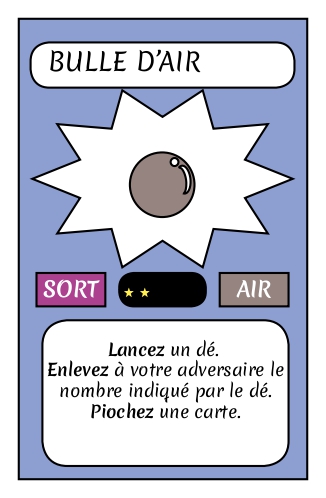 BULLE D’AIR
SORT
AIR
Lancez un dé.
Enlevez à votre adversaire le
nombre indiqué par le dé.
Piochez une carte.